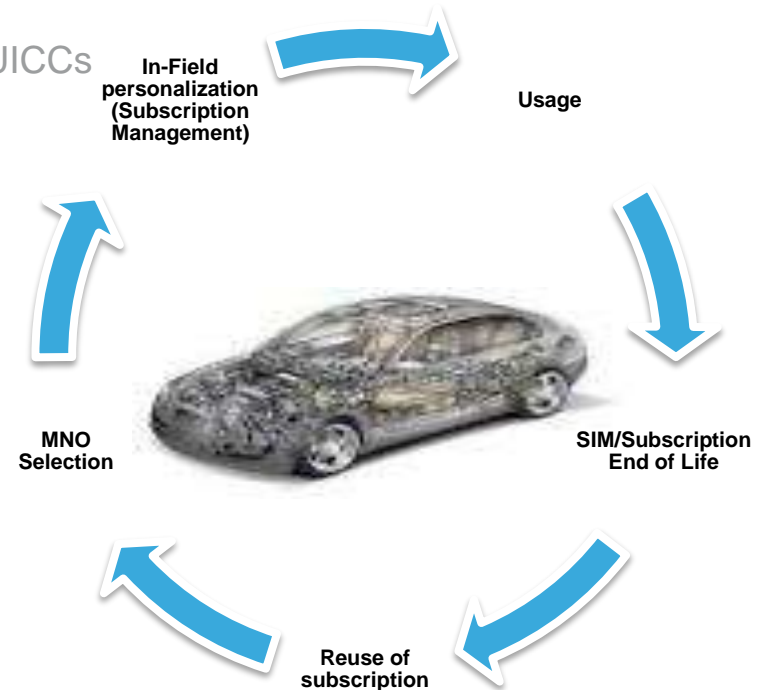 UICCs
In-Field
personalization
(Subscription
Management)
Usage
MNO
Selection
SIM/Subscription
End of Life
Reuse of
subscription